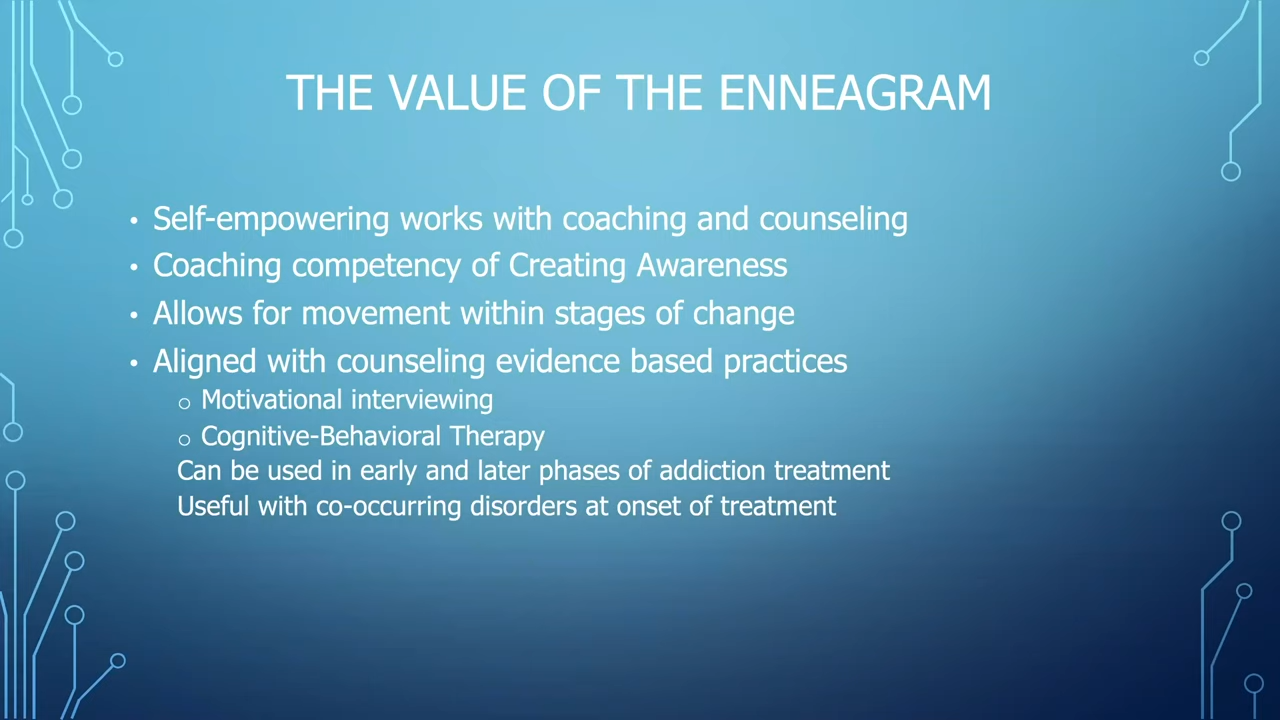 THE VALUE OF THE ENNEAGRAM
• Self-empowering works with coaching and counseling
• Coaching competency of Creating Awareness
• Allows for movement within stages of change
• Aligned with counseling evidence based practices
○ Motivational interviewing
○ Cognitive-Behavioral Therapy
Can be used in early and later phases of addiction treatment
Useful with co-occurring disorders at onset of treatment